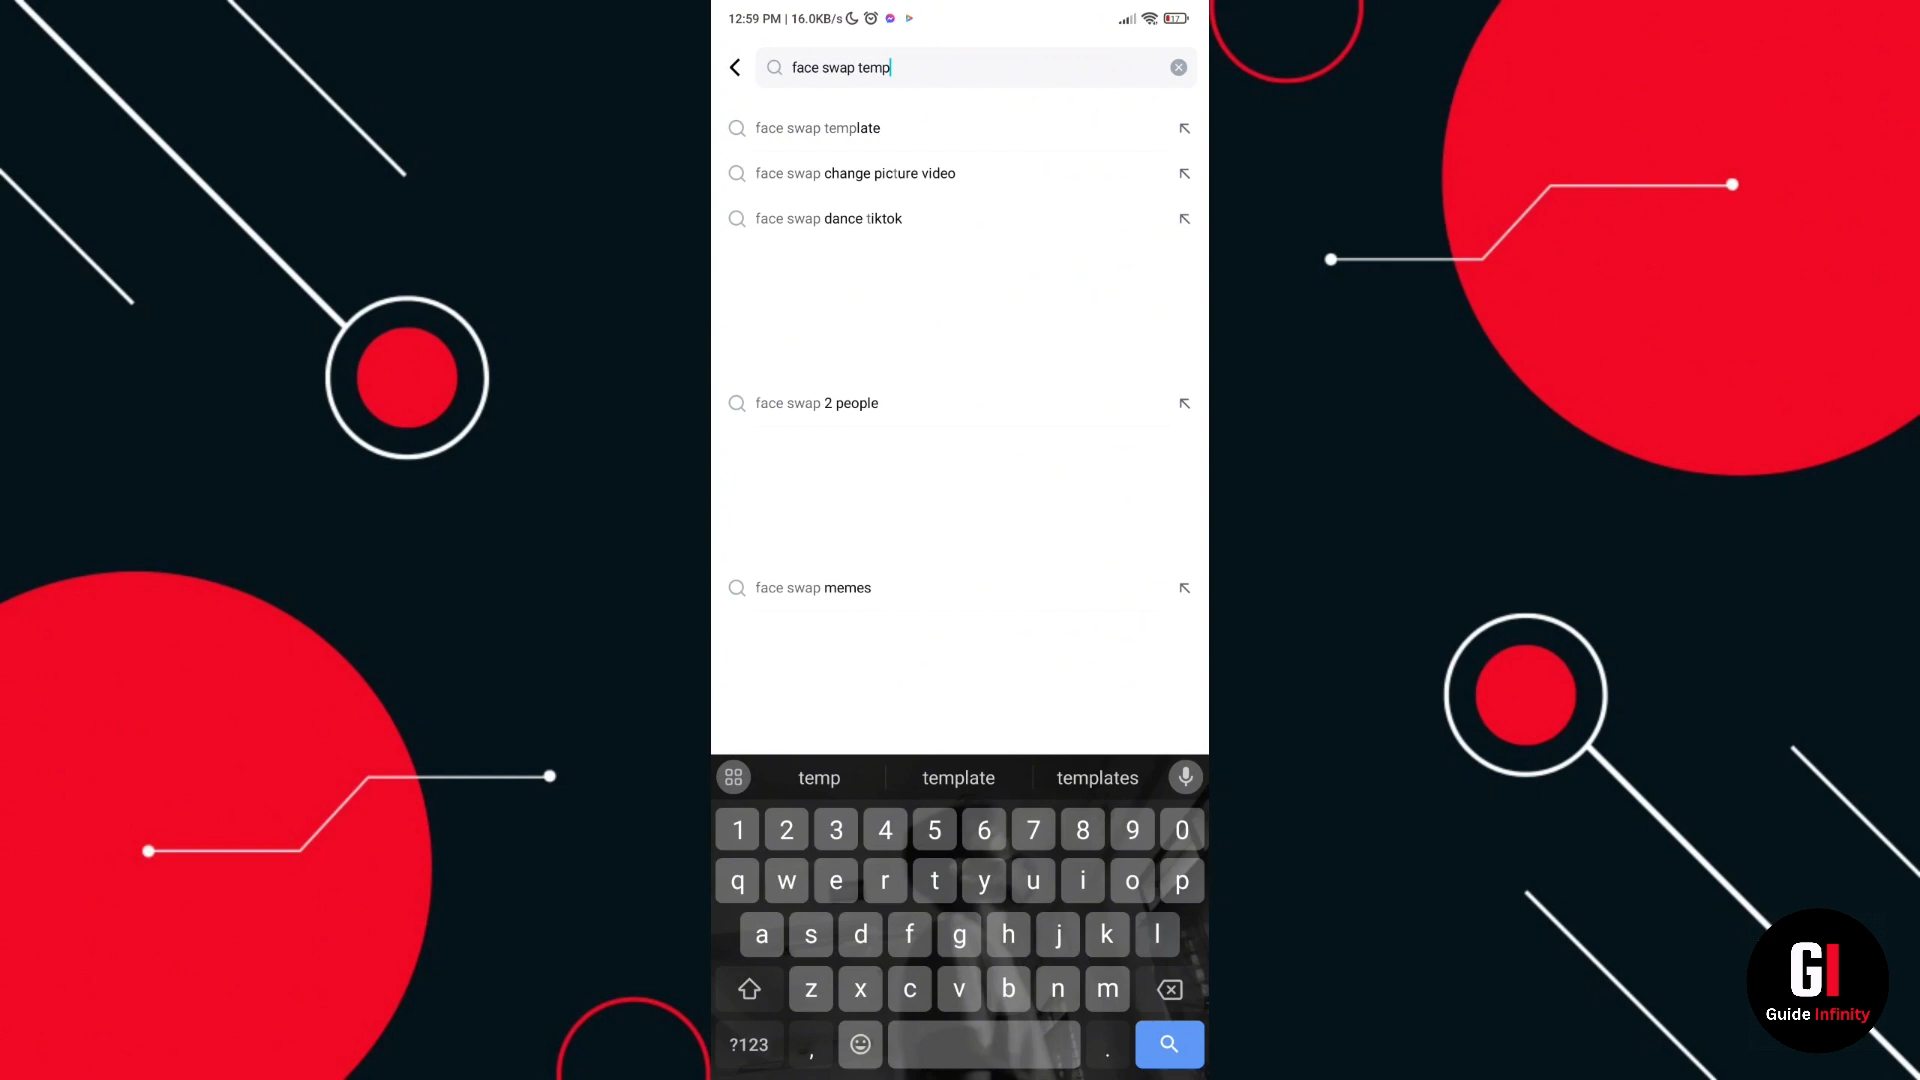 12:59 PM | 16.0KB/s
17
face swap temp
face swap template
face swap change picture video
face swap dance tiktok
face swap 2 people
face swap memes
temp template templates
1 2 3 4 5 6 7 8 9 0
q w e r t y u i o p
a s d f g h j k l
z x c v b n m
?123 , .
GI
Guide Infinity